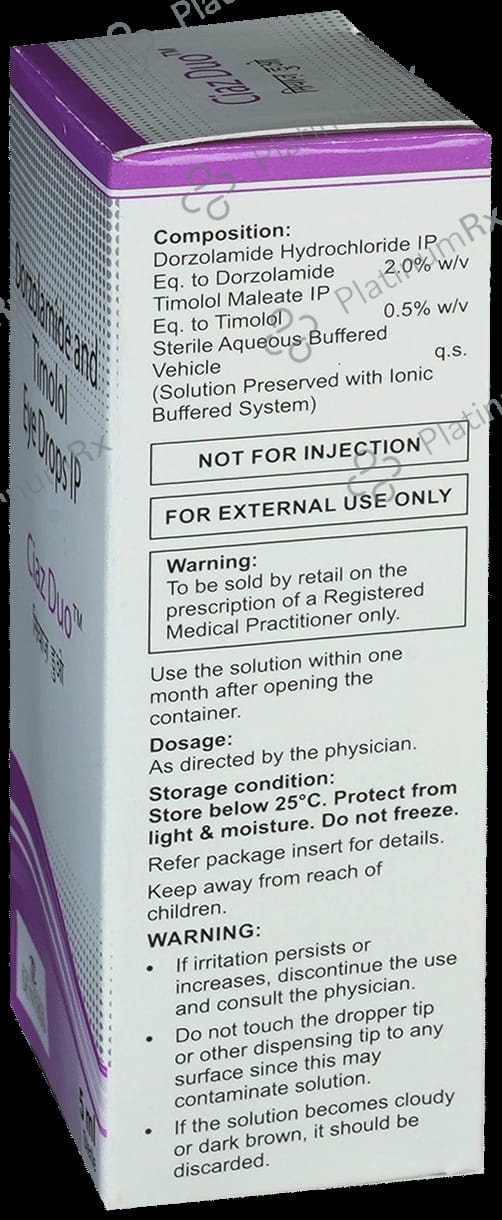 Ciaz Duo™
Composition:
Dorzolamide Hydrochloride IP
Eq. to Dorzolamide 2.0% w/v
Timolol Maleate IP
Eq. to Timolol 0.5% w/v
Sterile Aqueous Buffered
Vehicle q.s.
(Solution Preserved with Ionic
Buffered System)
NOT FOR INJECTION
FOR EXTERNAL USE ONLY
Warning:
To be sold by retail on the
prescription of a Registered
Medical Practitioner only.
Use the solution within one
month after opening the
container.
Dosage:
As directed by the physician.
Storage condition:
Store below 25°C. Protect from
light & moisture. Do not freeze.
Refer package insert for details.
Keep away from reach of
children.
WARNING:
• If irritation persists or
increases, discontinue the use
and consult the physician.
• Do not touch the dropper tip
or other dispensing tip to any
surface since this may
contaminate solution.
• If the solution becomes cloudy
or dark brown, it should be
discarded.
Dorzolamide and
Timolol
Eye Drops IP
Ciaz Duo™
5 ml
PlatinumRx